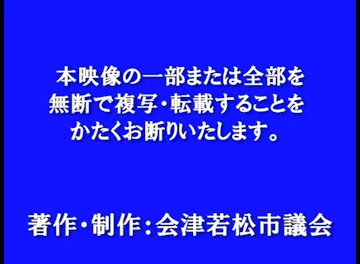 本映像の一部または全部を
無断で複写・転載することを
かたくお断りいたします。
著作・制作：会津若松市議会